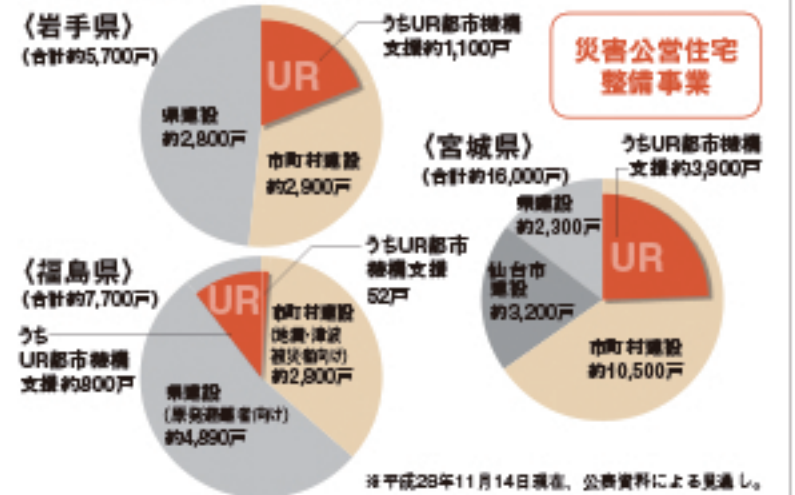 〈岩手県〉
(合計約5,700戸)
UR
うちUR都市機構
支援約1,100戸
県建設
約2,800戸
市町村建設
約2,900戸
災害公営住宅
整備事業
〈宮城県〉
(合計約16,000戸)
うちUR都市機構
支援約3,900戸
県建設
約2,300戸
UR
仙台市
建設
約3,200戸
市町村建設
約10,500戸
〈福島県〉
(合計約7,700戸)
うちUR都市
機構支援
52戸
UR
うち
UR都市機構
支援約800戸
市町村建設
(地震・津波
被災者向け)
約2,800戸
県建設
(原発避難者向け)
約4,890戸
※平成28年11月14日現在、公表資料による見通し。